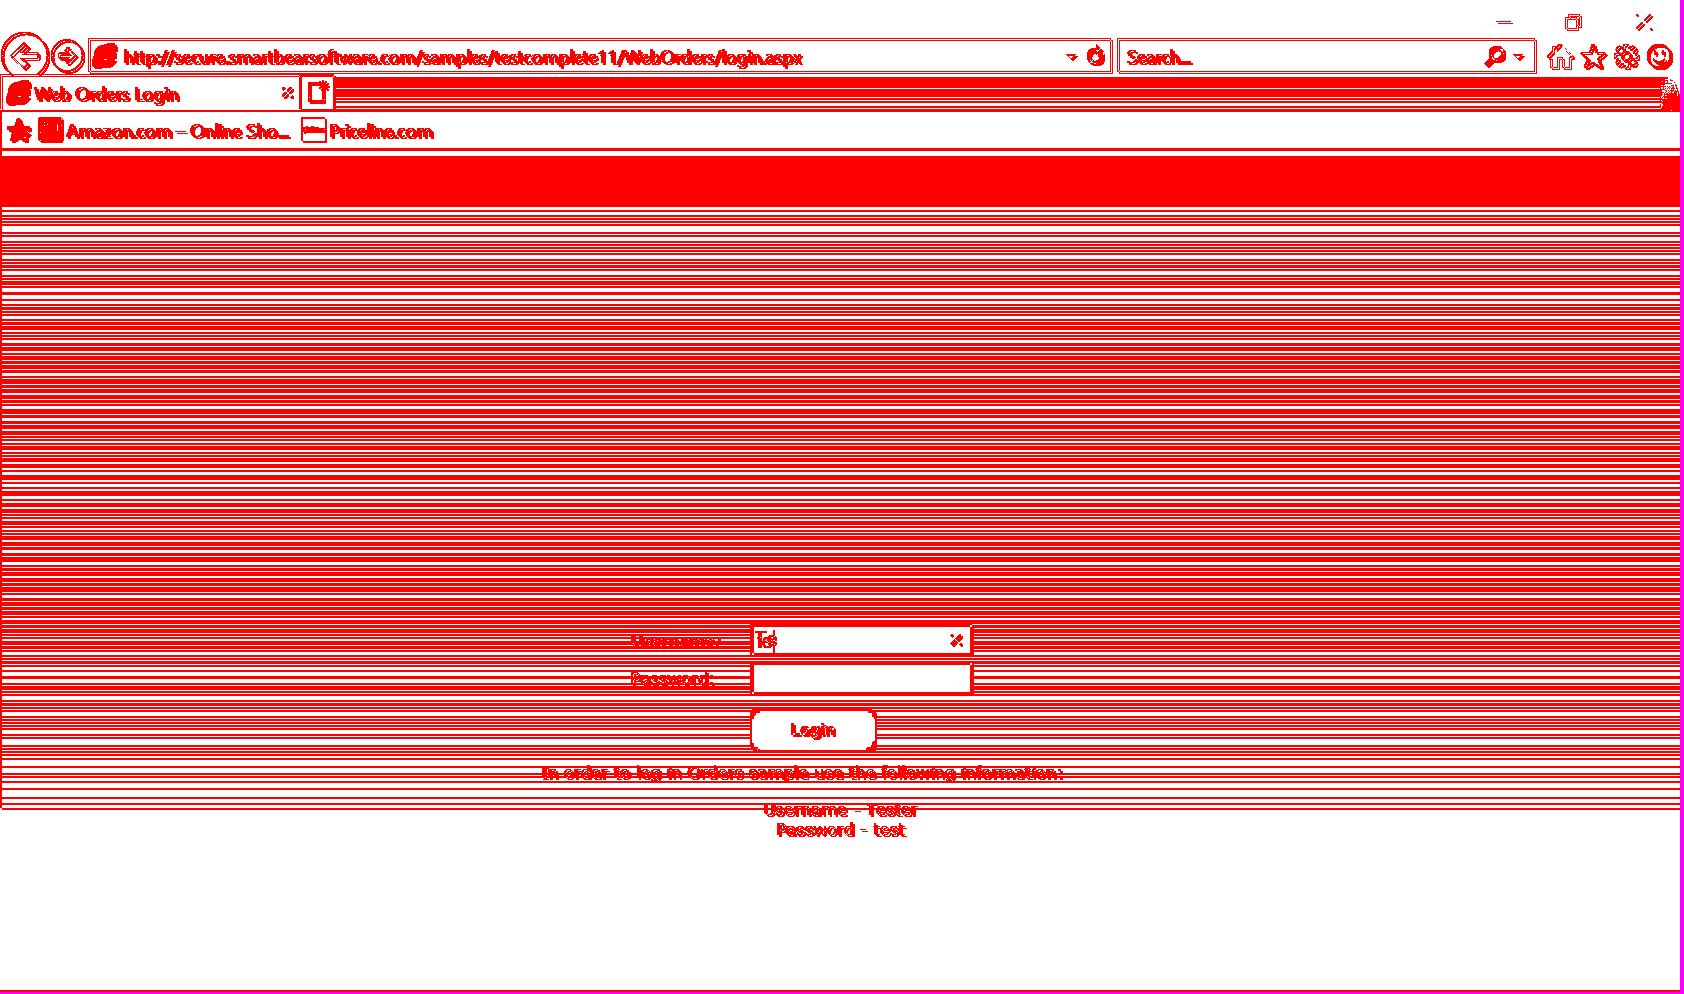 http://secure.smartbearsoftware.com/samples/testcomplete11/WebOrders/login.aspx
Search...
Web Orders Login
Amazon.com – Online Sho... Priceline.com
Username: Tes
Password:
Login
In order to log in Orders sample use the following information:
Username - Tester
Password - test